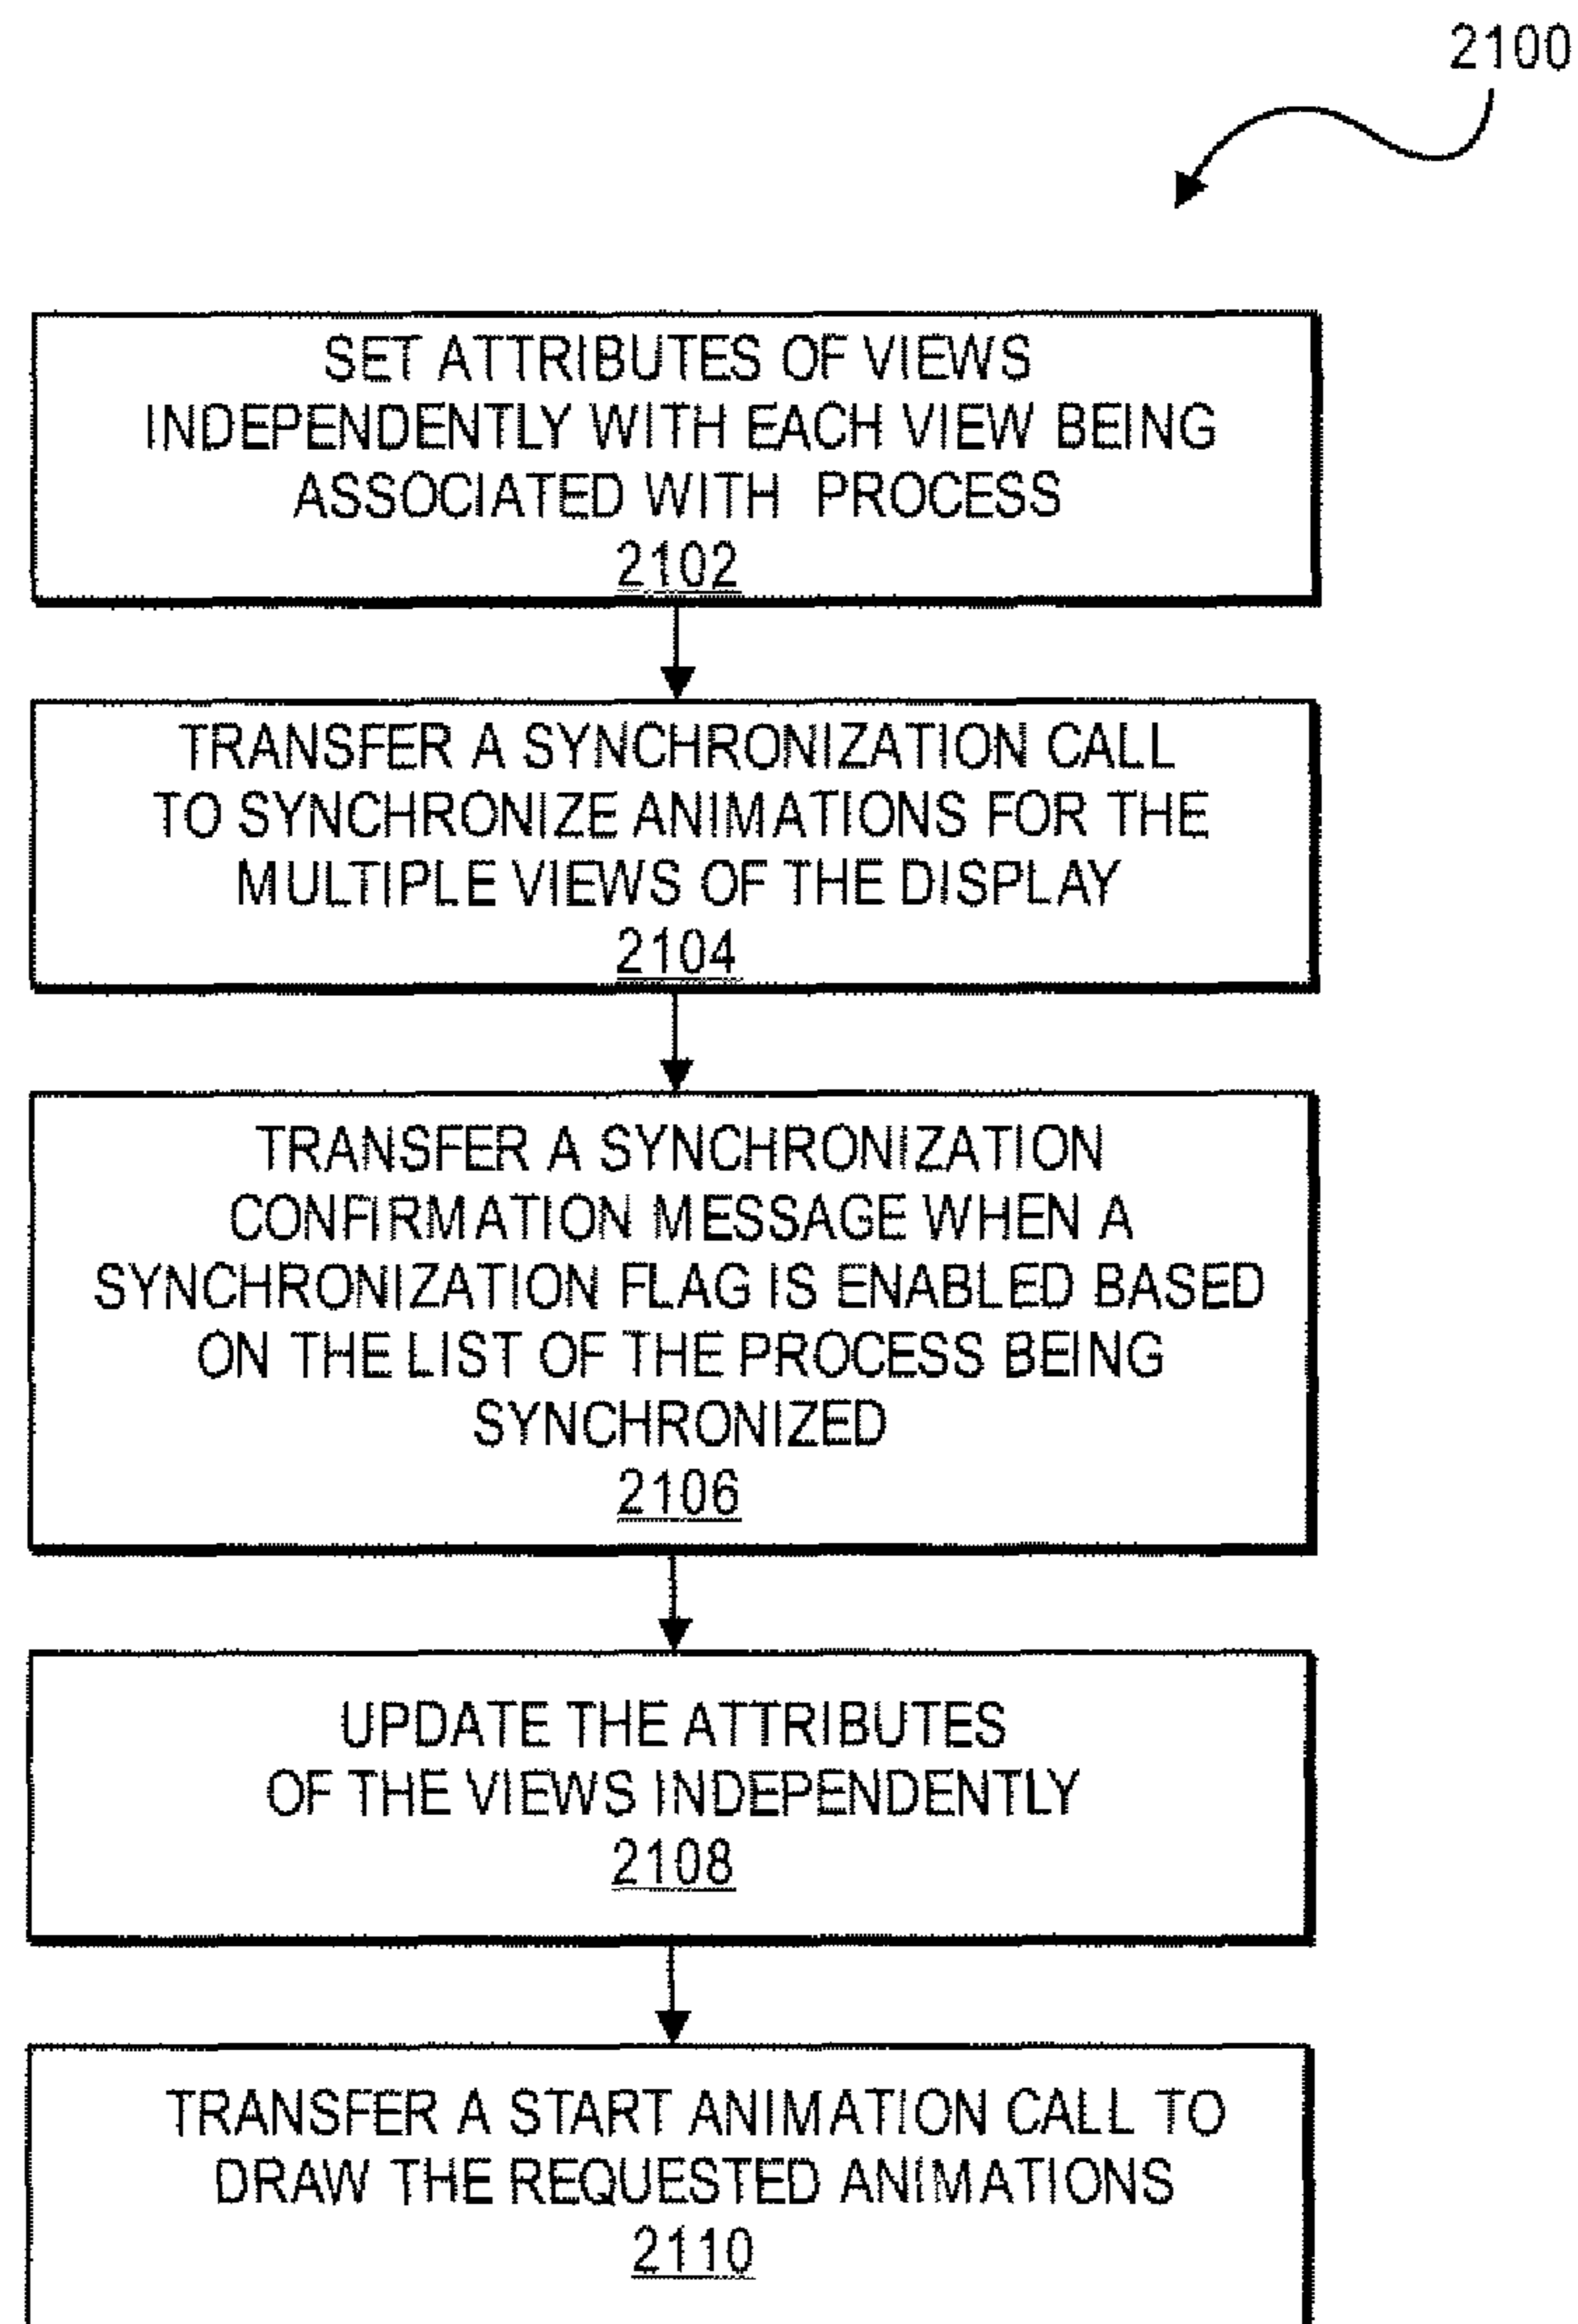 2100
SET ATTRIBUTES OF VIEWS
INDEPENDENTLY WITH EACH VIEW BEING
ASSOCIATED WITH PROCESS
2102
TRANSFER A SYNCHRONIZATION CALL
TO SYNCHRONIZE ANIMATIONS FOR THE
MULTIPLE VIEWS OF THE DISPLAY
2104
TRANSFER A SYNCHRONIZATION
CONFIRMATION MESSAGE WHEN A
SYNCHRONIZATION FLAG IS ENABLED BASED
ON THE LIST OF THE PROCESS BEING
SYNCHRONIZED
2106
UPDATE THE ATTRIBUTES
OF THE VIEWS INDEPENDENTLY
2108
TRANSFER A START ANIMATION CALL TO
DRAW THE REQUESTED ANIMATIONS
2110